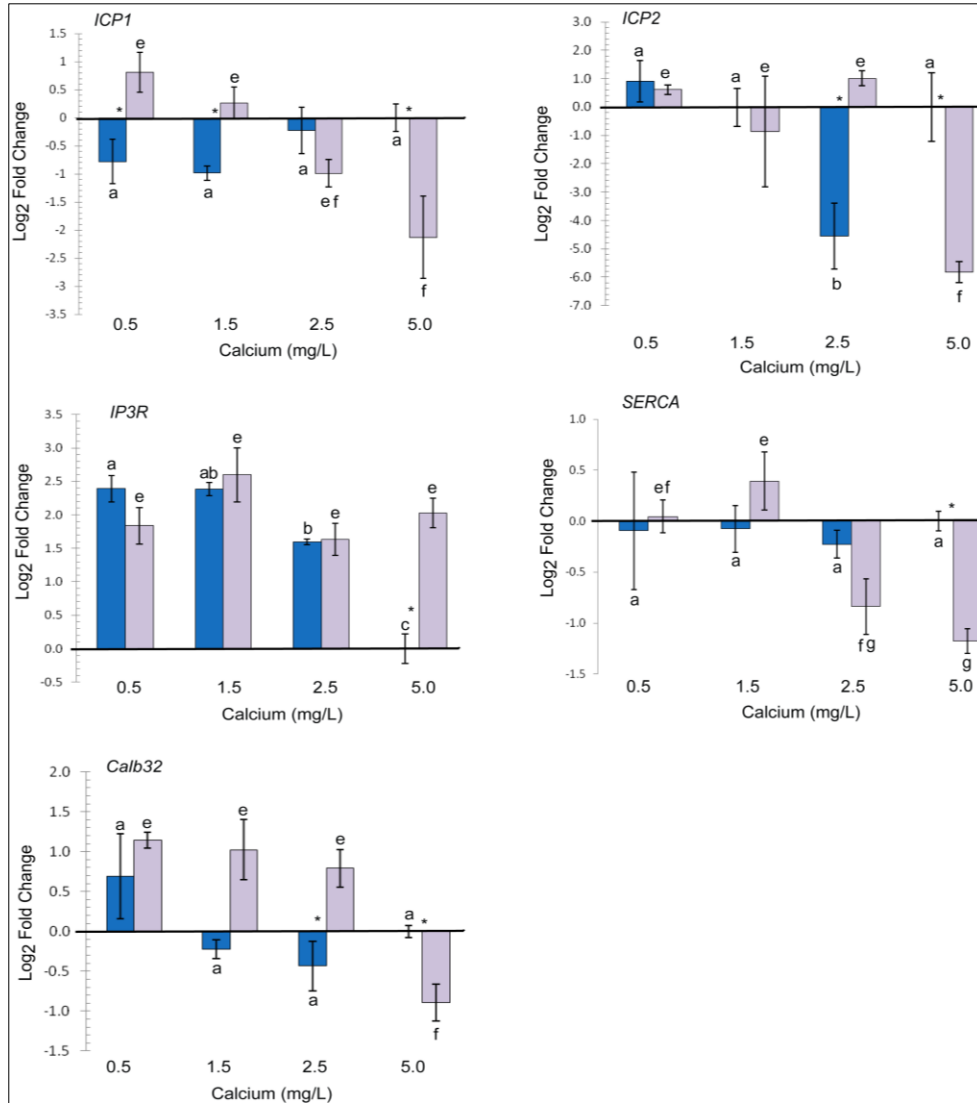 ICP1
Log2 Fold Change
1
0.5
0
-0.5
-1
-1.5
-2
-2.5
-3
-3.5
e
*
a
e
*
a
a
e f
*
a
f
0.5 1.5 2.5 5.0
Calcium (mg/L)
ICP2
Log2 Fold Change
3.0
2.0
1.0
0.0
-1.0
-2.0
-3.0
-4.0
-5.0
-6.0
-7.0
a
e
a
e
e
*
b
a
*
f
0.5 1.5 2.5 5.0
Calcium (mg/L)
IP3R
Log2 Fold Change
3.5
3.0
2.5
2.0
1.5
1.0
0.5
0.0
-0.5
a
e
ab
e
b
e
e
*
c
0.5 1.5 2.5 5.0
Calcium (mg/L)
SERCA
Log2 Fold Change
1.0
0.5
0.0
-0.5
-1.0
-1.5
ef
a
e
a
a
f g
*
a
g
0.5 1.5 2.5 5.0
Calcium (mg/L)
Calb32
Log2 Fold Change
2.0
1.5
1.0
0.5
0.0
-0.5
-1.0
-1.5
a
e
e
a
e
*
a
a
*
f
0.5 1.5 2.5 5.0
Calcium (mg/L)